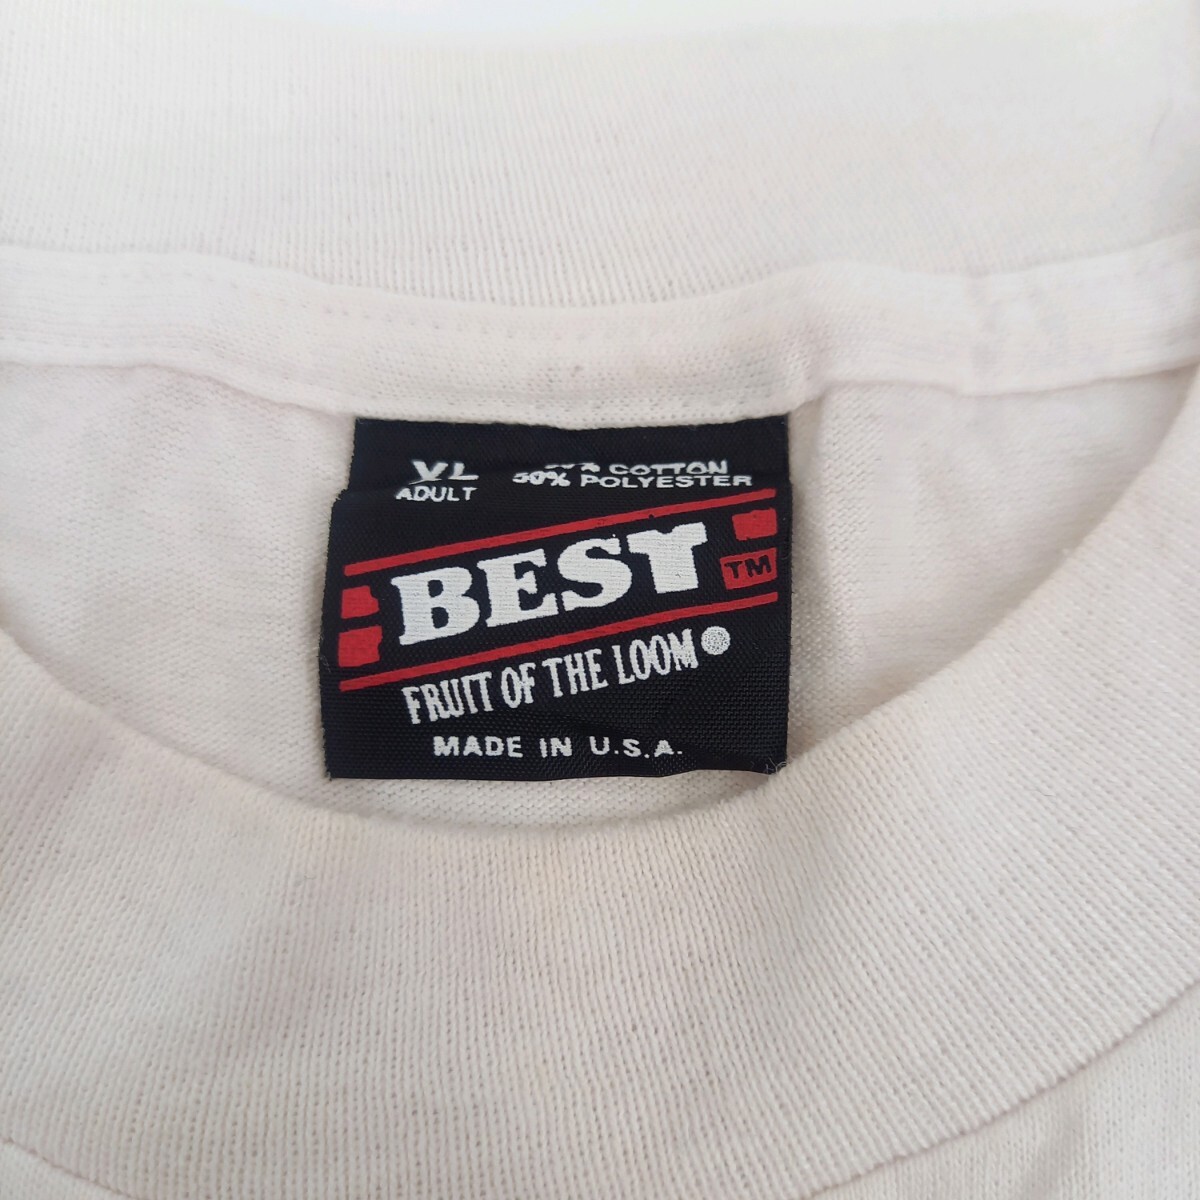 XL
ADULT
COTTON
50% POLYESTER
BEST
TM
FRUIT OF THE LOOM
MADE IN U.S.A.